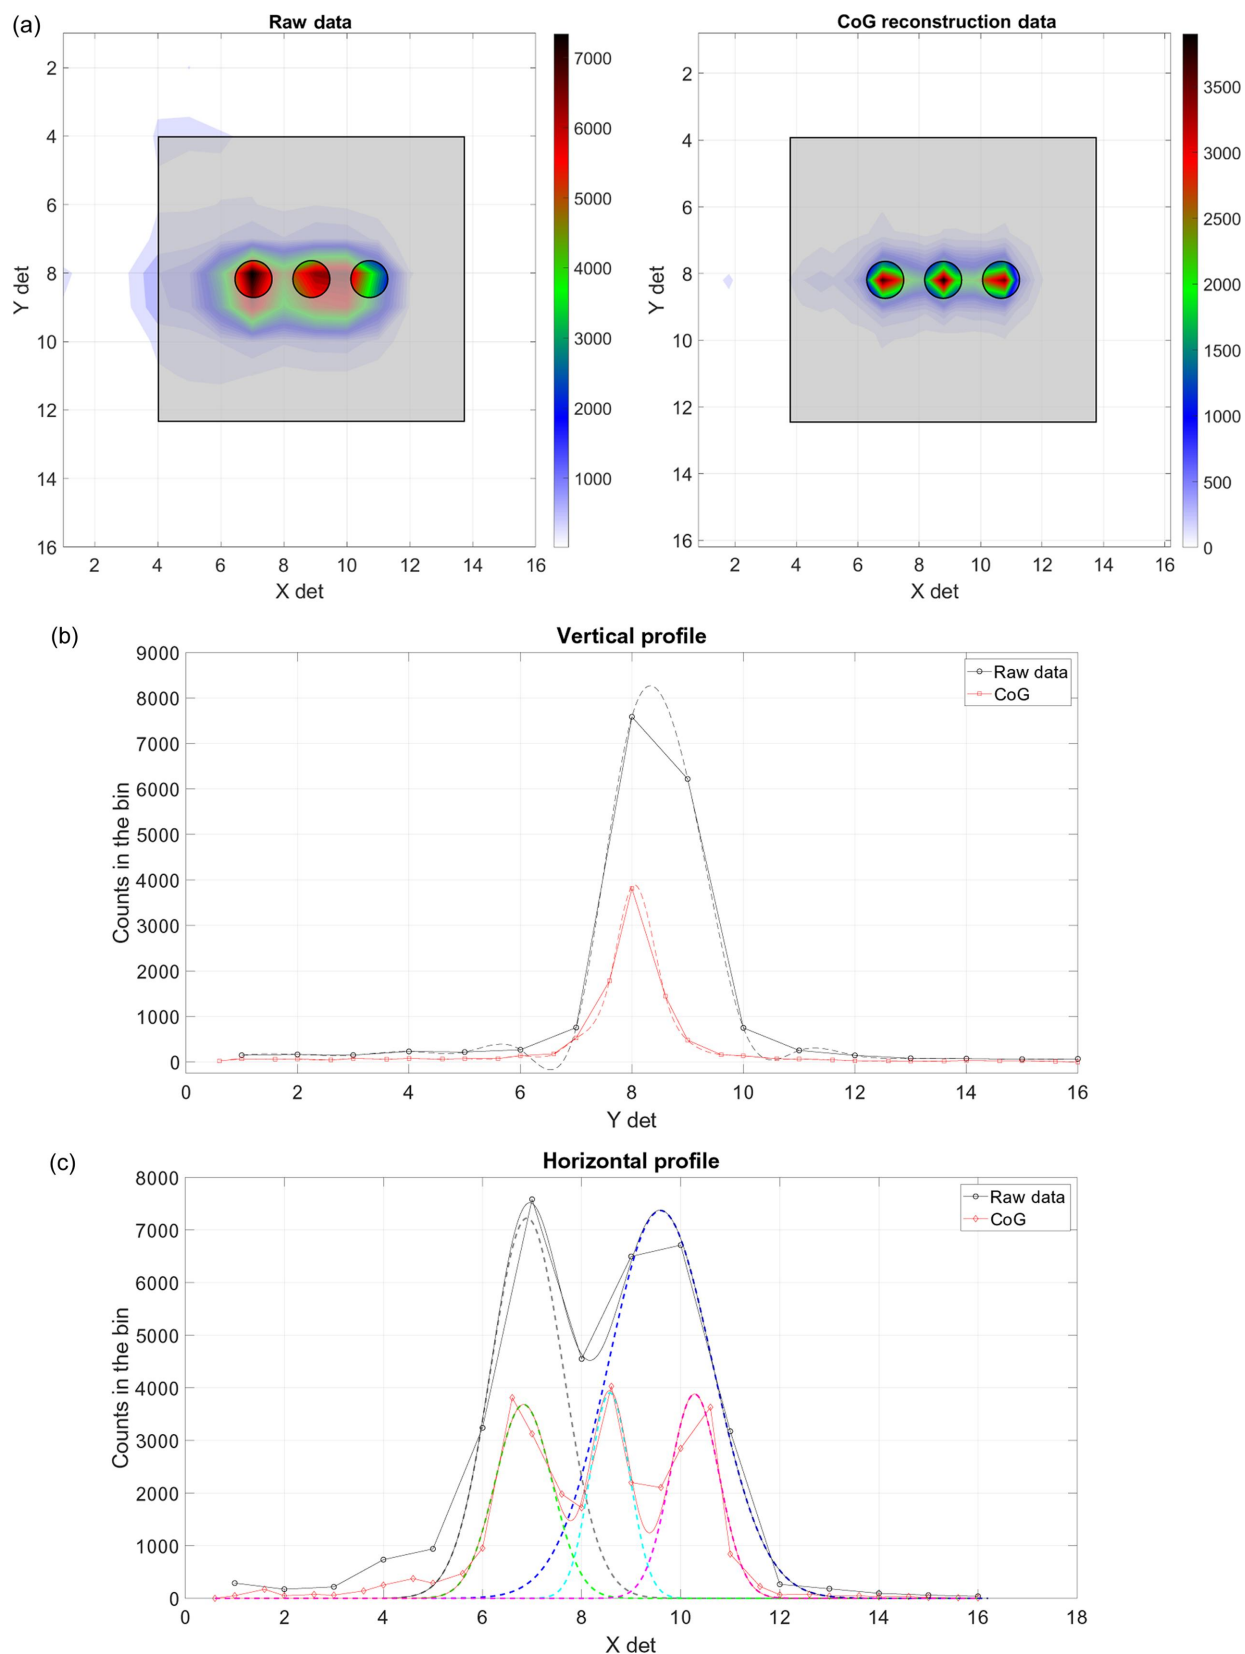 (a)
Raw data
CoG reconstruction data
2
4
6
8
10
12
14
16
Y det
2 4 6 8 10 12 14 16
X det
7000
6000
5000
4000
3000
2000
1000
2
4
6
8
10
12
14
16
Y det
2 4 6 8 10 12 14 16
X det
3500
3000
2500
2000
1500
1000
500
0
(b)
Vertical profile
9000
8000
7000
6000
5000
4000
3000
2000
1000
0
Counts in the bin
Raw data
CoG
0 2 4 6 8 10 12 14 16
Y det
(c)
Horizontal profile
8000
7000
6000
5000
4000
3000
2000
1000
0
Counts in the bin
Raw data
CoG
0 2 4 6 8 10 12 14 16 18
X det